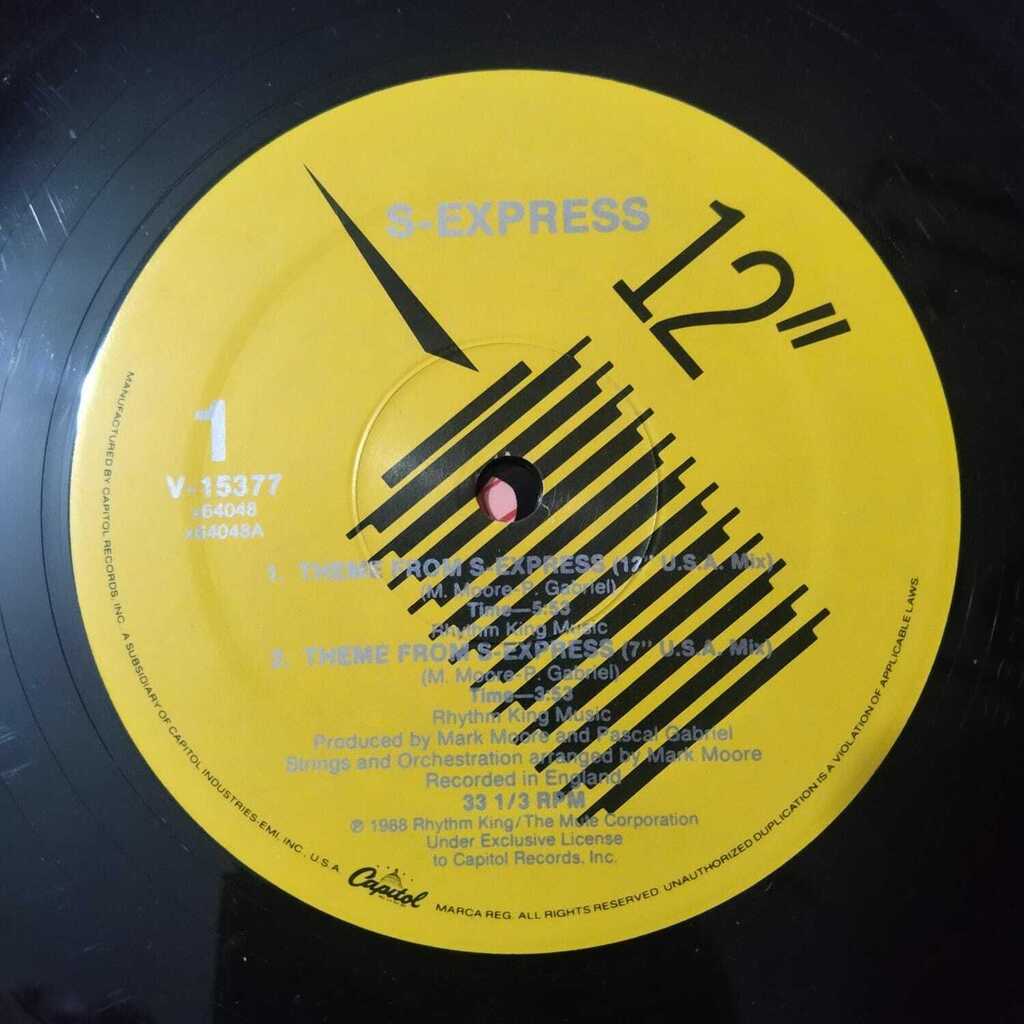 S-EXPRESS
12"
1
V-15377
x64048
x64048A
1. THEME FROM S-EXPRESS (12" U.S.A. Mix)
(M. Moore-P. Gabriel)
Time—5:53
Rhythm King Music
2. THEME FROM S-EXPRESS (7" U.S.A. Mix)
(M. Moore-P. Gabriel)
Time—3:53
Rhythm King Music
Produced by Mark Moore and Pascal Gabriel
Strings and Orchestration arranged by Mark Moore
Recorded in England
33 1/3 RPM
℗ 1988 Rhythm King/The Mute Corporation
Under Exclusive License
to Capitol Records, Inc.
MANUFACTURED BY CAPITOL RECORDS, INC. A SUBSIDIARY OF CAPITOL INDUSTRIES-EMI, INC., U.S.A.
Capitol
MARCA REG. ALL RIGHTS RESERVED. UNAUTHORIZED DUPLICATION IS A VIOLATION OF APPLICABLE LAWS.